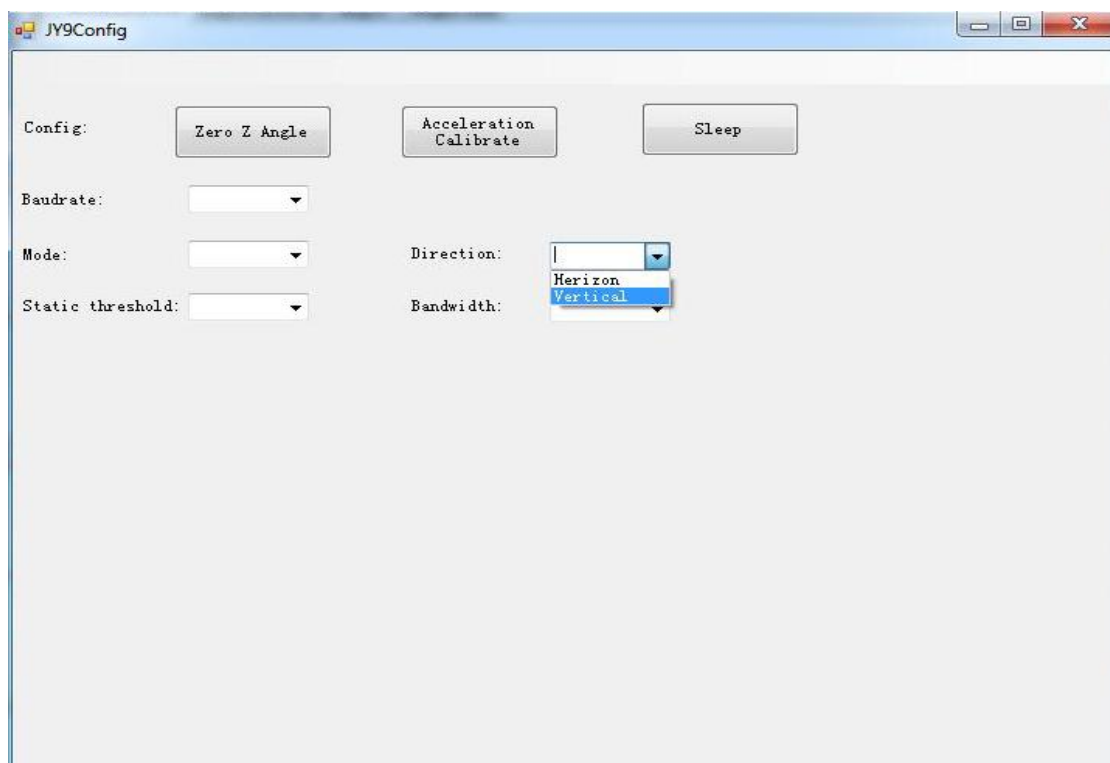 JY9Config
Config:
Zero Z Angle
Acceleration
Calibrate
Sleep
Baudrate:
Mode:
Direction:
Herizon
Vertical
Static threshold:
Bandwidth: